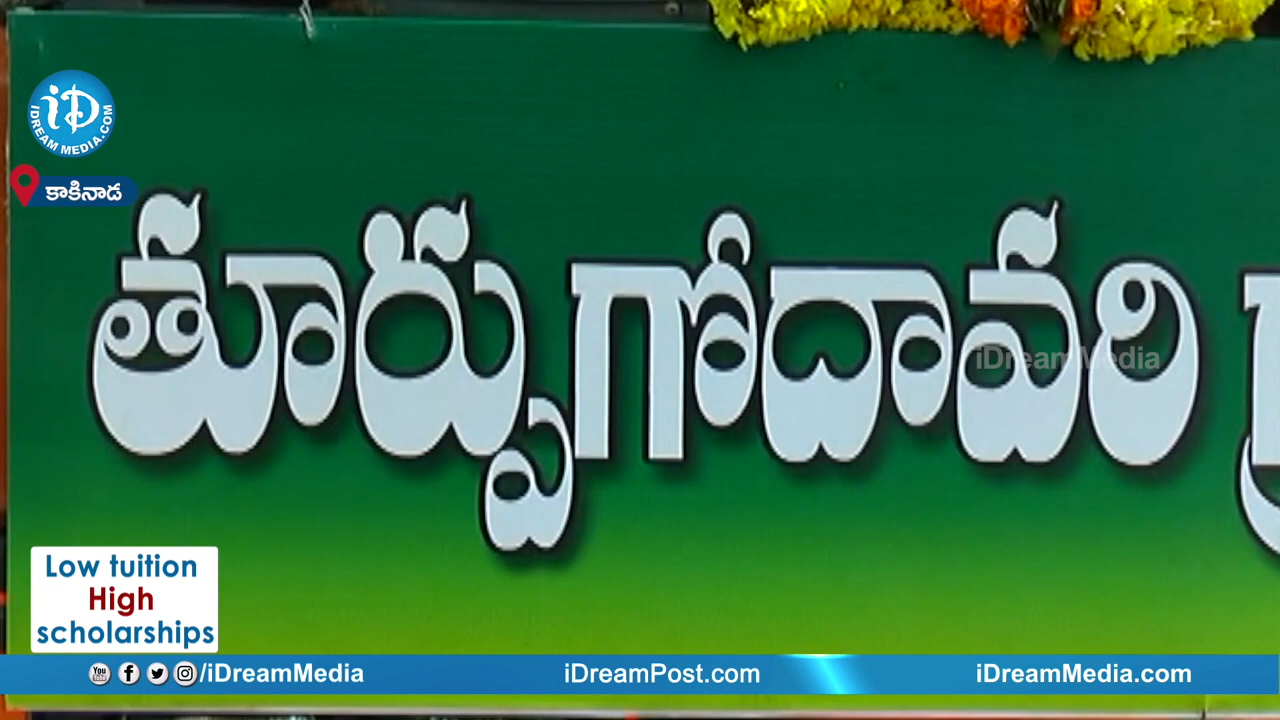 iD
iDREAM MEDIA.COM
కాకినాడ
తూర్పుగోదావరి
iDream Media
Low tuition
High
scholarships
/iDreamMedia
iDreamPost.com
iDreamMedia.com